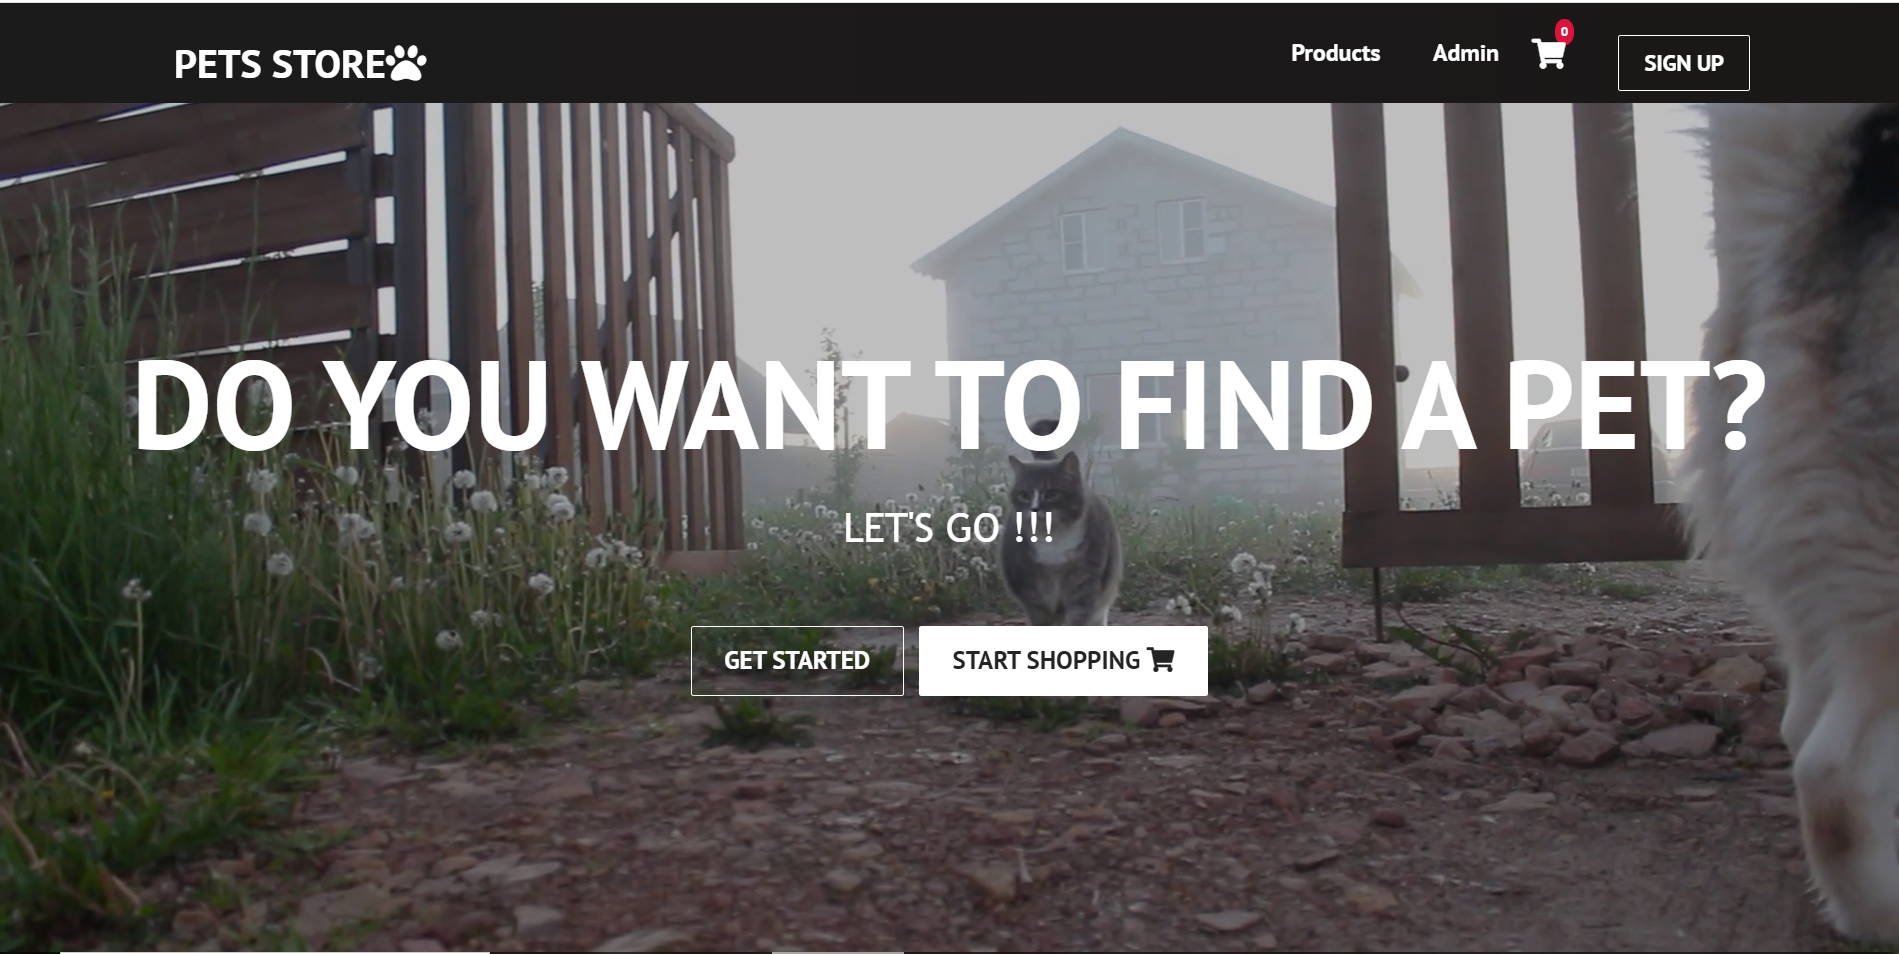 PETS STORE
Products
Admin
0
SIGN UP
DO YOU WANT TO FIND A PET?
LET'S GO !!!
GET STARTED
START SHOPPING